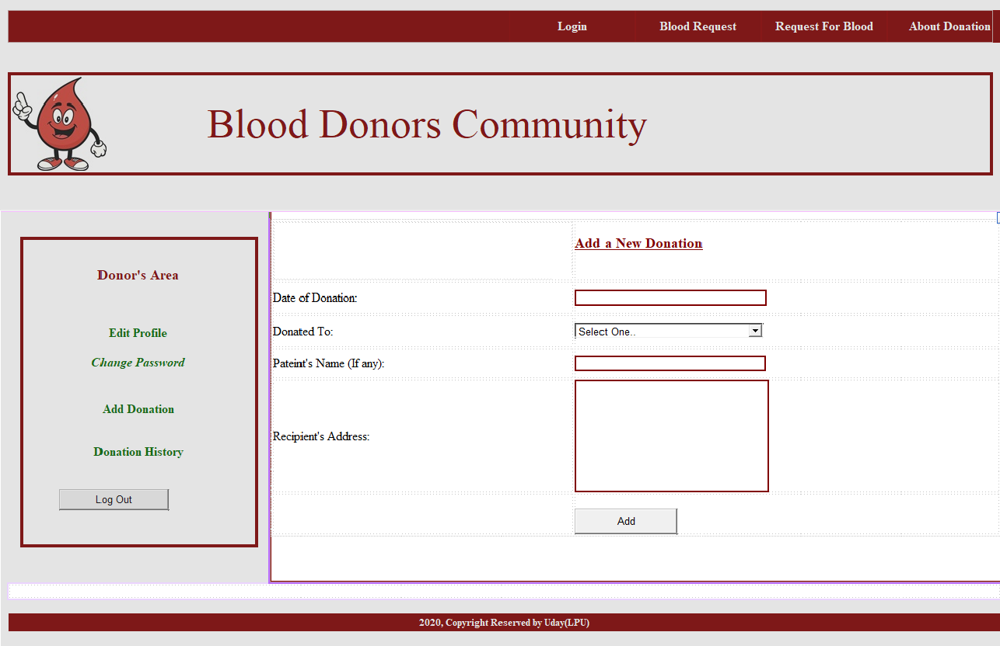 Login Blood Request Request For Blood About Donation
Blood Donors Community
Donor's Area
Edit Profile
Change Password
Add Donation
Donation History
Log Out
Add a New Donation
Date of Donation:
Donated To: Select One..
Pateint's Name (If any):
Recipient's Address:
Add
2020, Copyright Reserved by Uday(LPU)